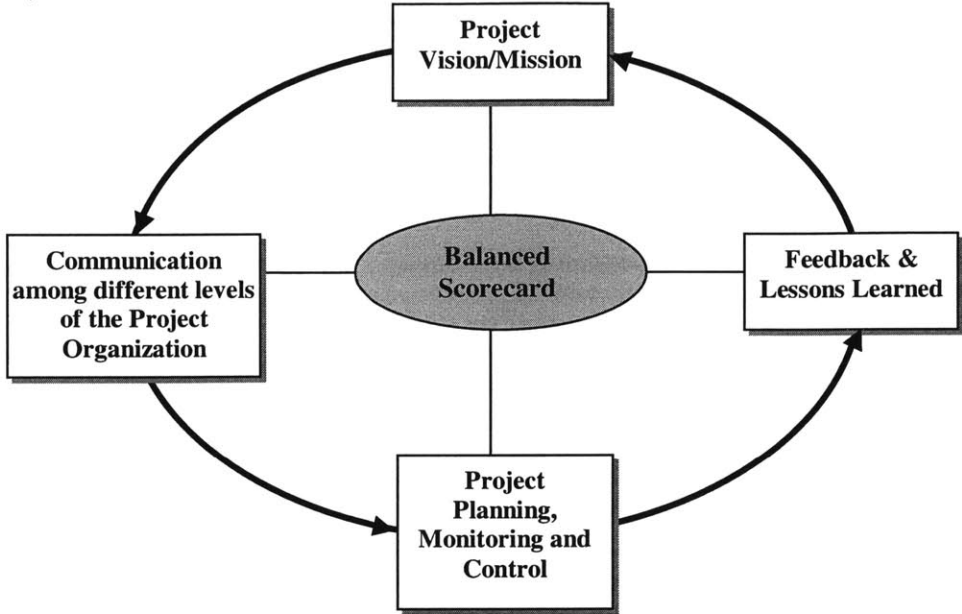 Project
Vision/Mission
Communication
among different levels
of the Project
Organization
Balanced
Scorecard
Feedback &
Lessons Learned
Project
Planning,
Monitoring and
Control